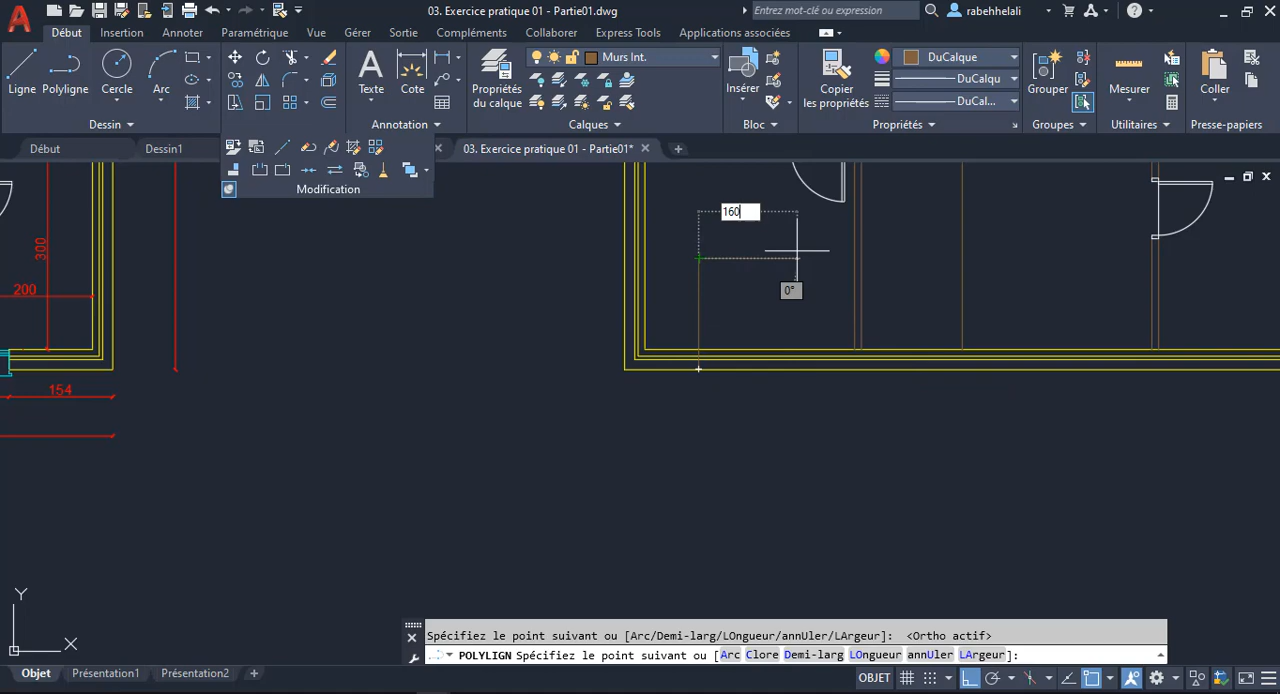 03. Exercice pratique 01 - Partie01.dwg
Entrez mot-clé ou expression
rabehhelali
Début Insertion Annoter Paramétrique Vue Gérer Sortie Compléments Collaborer Express Tools Applications associées
Murs Int.
DuCalque
DuCalqu
DuCal...
Ligne Polyligne Cercle Arc
Texte Cote
Propriétés
du calque
Insérer
Copier
les propriétés
Grouper
Mesurer
Coller
Dessin
Annotation
Calques
Bloc
Propriétés
Groupes
Utilitaires
Presse-papiers
Début
Dessin1
03. Exercice pratique 01 - Partie01*
Modification
160
300
200
0°
154
Y
X
Spécifiez le point suivant ou [Arc/Demi-larg/LOngueur/annUler/LArgeur]: <Ortho actif>
POLYLIGN Spécifiez le point suivant ou [Arc Clore Demi-larg LOngueur annUler LArgeur]:
Objet Présentation1 Présentation2
OBJET